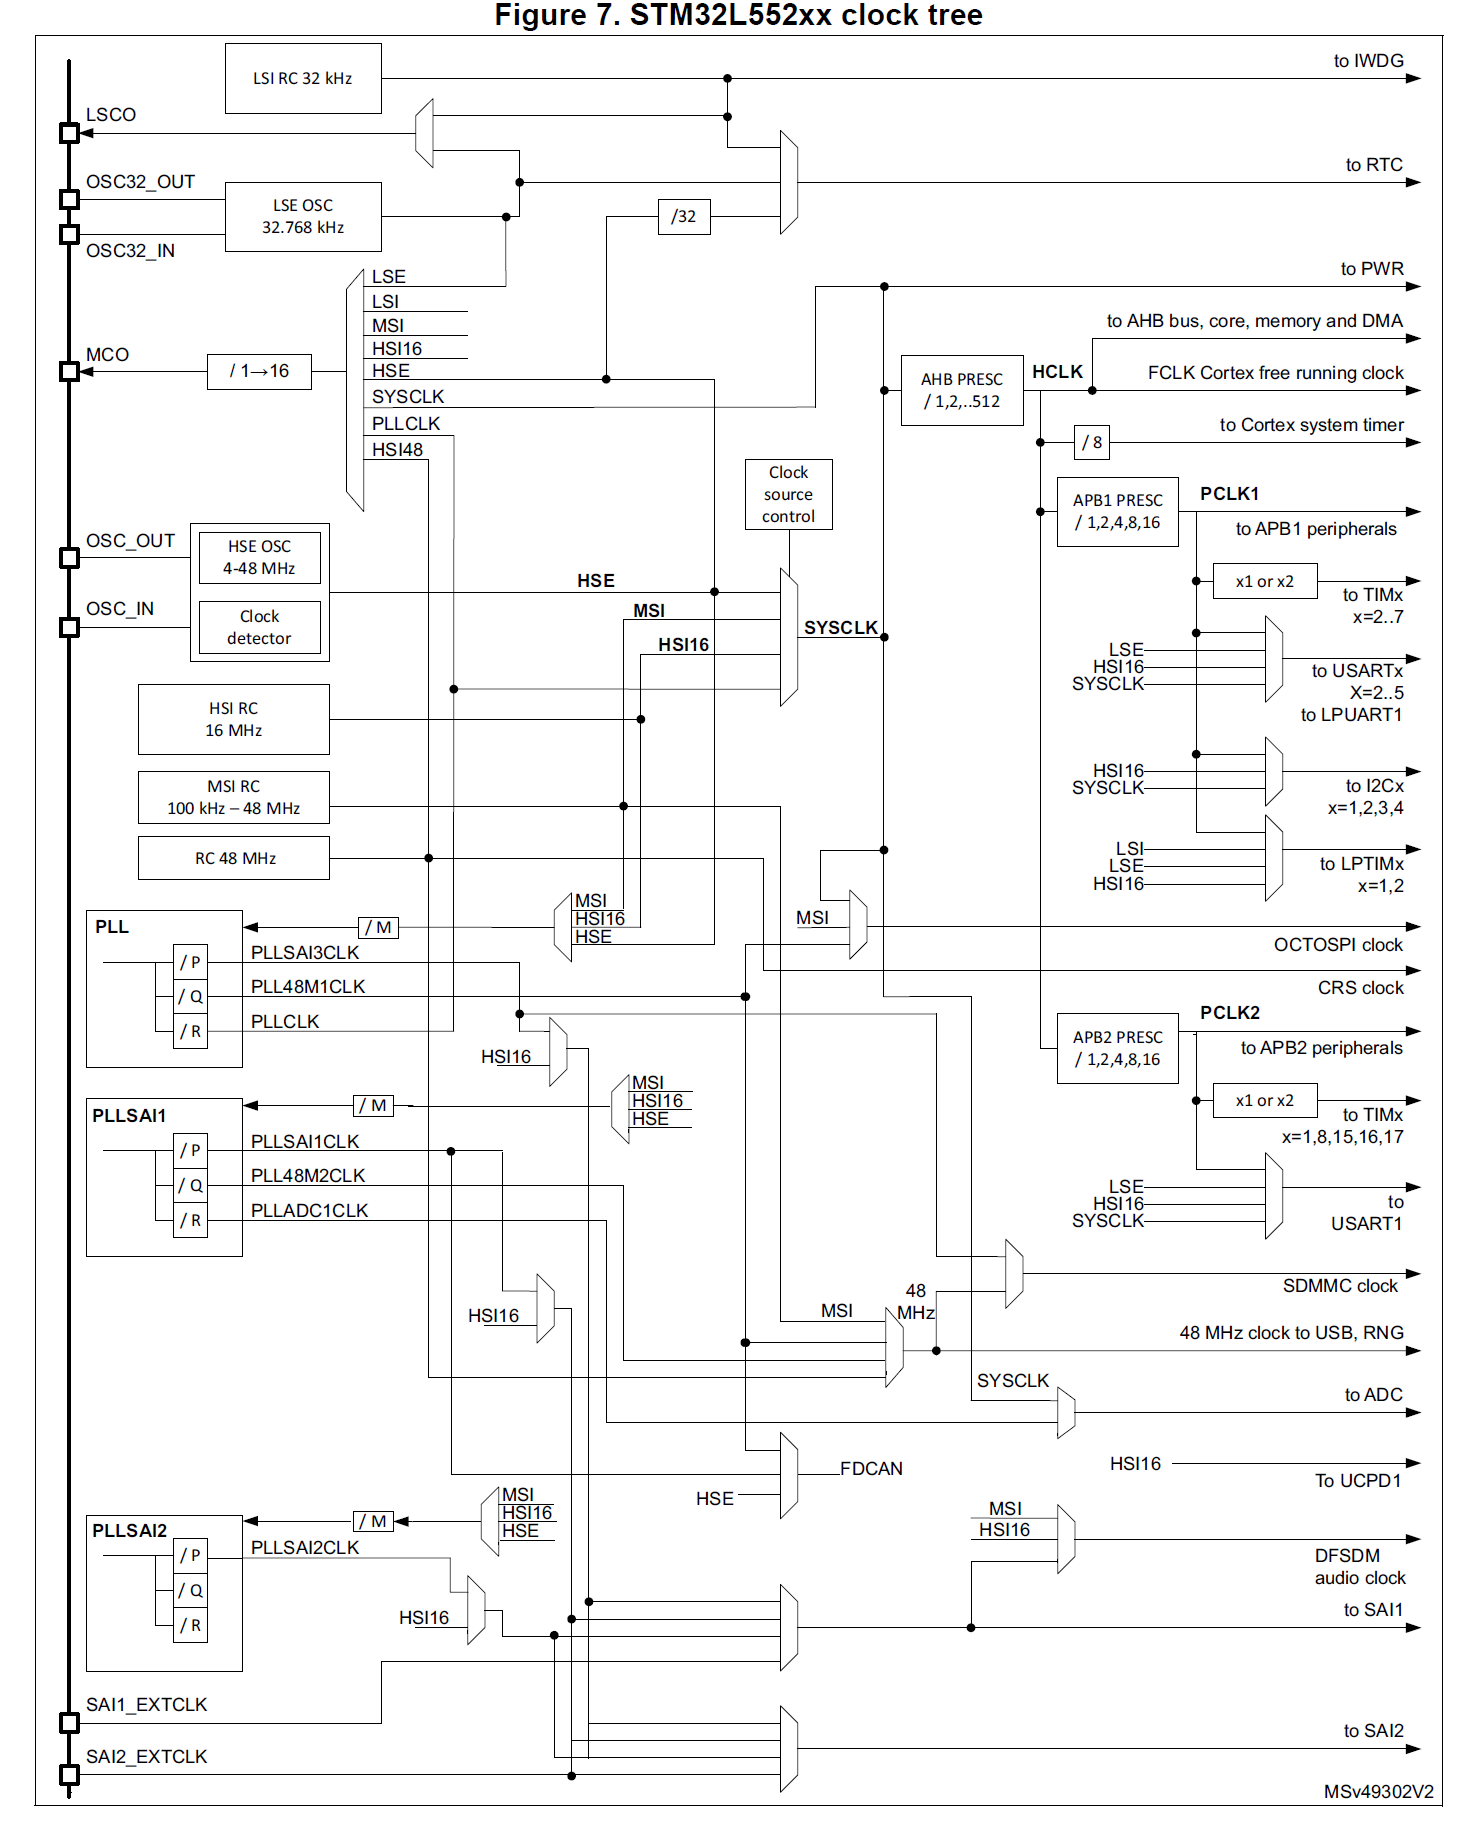 Figure 7. STM32L552xx clock tree
LSI RC 32 kHz
to IWDG
LSCO
to RTC
OSC32_OUT
LSE OSC
32.768 kHz
/32
OSC32_IN
LSE
to PWR
LSI
MSI
to AHB bus, core, memory and DMA
HSI16
MCO
/ 1→16
HSE
AHB PRESC
/ 1,2,..512
HCLK
FCLK Cortex free running clock
SYSCLK
PLLCLK
to Cortex system timer
/ 8
HSI48
Clock
source
control
APB1 PRESC
/ 1,2,4,8,16
PCLK1
to APB1 peripherals
OSC_OUT
HSE OSC
4-48 MHz
HSE
x1 or x2
to TIMx
x=2..7
OSC_IN
Clock
detector
MSI
HSI16
SYSCLK
LSE
HSI16
SYSCLK
to USARTx
X=2..5
to LPUART1
HSI RC
16 MHz
MSI RC
100 kHz – 48 MHz
HSI16
SYSCLK
to I2Cx
x=1,2,3,4
RC 48 MHz
LSI
LSE
HSI16
to LPTIMx
x=1,2
PLL
/ M
MSI
HSI16
HSE
MSI
OCTOSPI clock
/ P
PLLSAI3CLK
/ Q
PLL48M1CLK
CRS clock
/ R
PLLCLK
HSI16
APB2 PRESC
/ 1,2,4,8,16
PCLK2
to APB2 peripherals
PLLSAI1
/ M
MSI
HSI16
HSE
x1 or x2
to TIMx
x=1,8,15,16,17
/ P
PLLSAI1CLK
/ Q
PLL48M2CLK
/ R
PLLADC1CLK
LSE
HSI16
SYSCLK
to
USART1
HSI16
MSI
48
MHz
SDMMC clock
48 MHz clock to USB, RNG
SYSCLK
to ADC
FDCAN
HSE
HSI16
To UCPD1
PLLSAI2
/ M
MSI
HSI16
HSE
MSI
HSI16
DFSDM
audio clock
/ P
PLLSAI2CLK
/ Q
/ R
HSI16
to SAI1
SAI1_EXTCLK
to SAI2
SAI2_EXTCLK
MSv49302V2